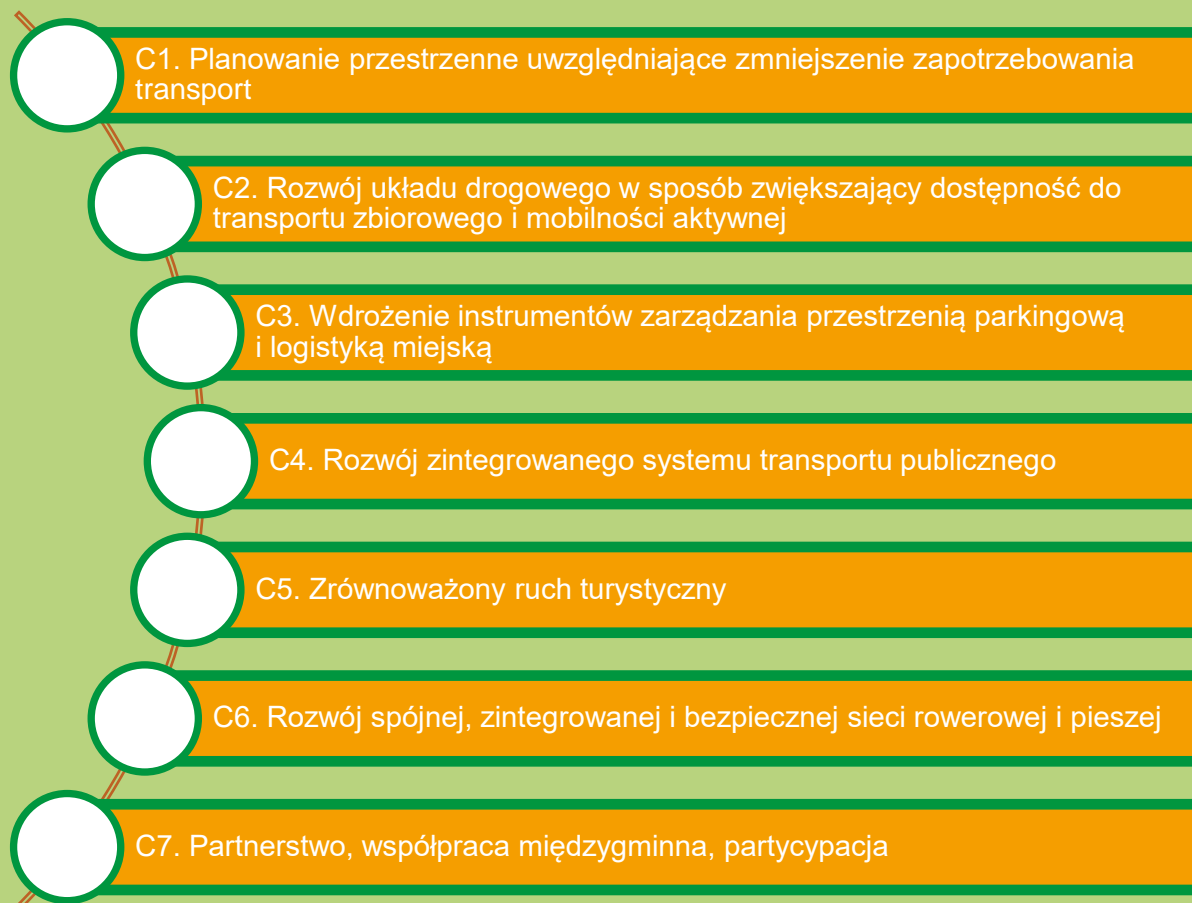 C1. Planowanie przestrzenne uwzględniające zmniejszenie zapotrzebowania
transport
C2. Rozwój układu drogowego w sposób zwiększający dostępność do
transportu zbiorowego i mobilności aktywnej
C3. Wdrożenie instrumentów zarządzania przestrzenią parkingową
i logistyką miejską
C4. Rozwój zintegrowanego systemu transportu publicznego
C5. Zrównoważony ruch turystyczny
C6. Rozwój spójnej, zintegrowanej i bezpiecznej sieci rowerowej i pieszej
C7. Partnerstwo, współpraca międzygminna, partycypacja